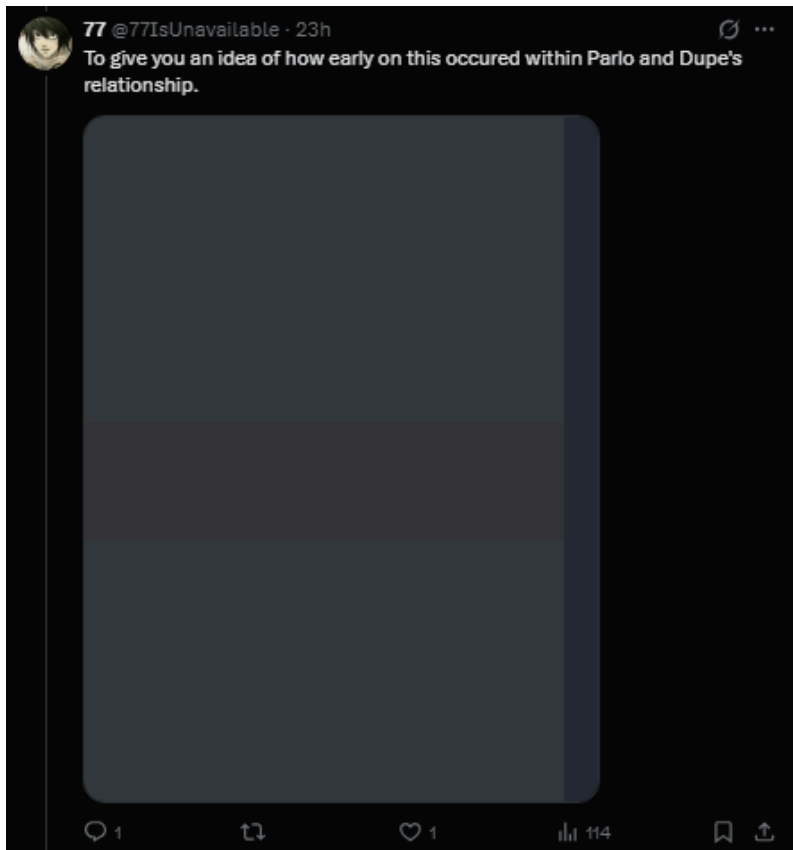 77 @77IsUnavailable · 23h
To give you an idea of how early on this occured within Parlo and Dupe's
relationship.
1
1
114